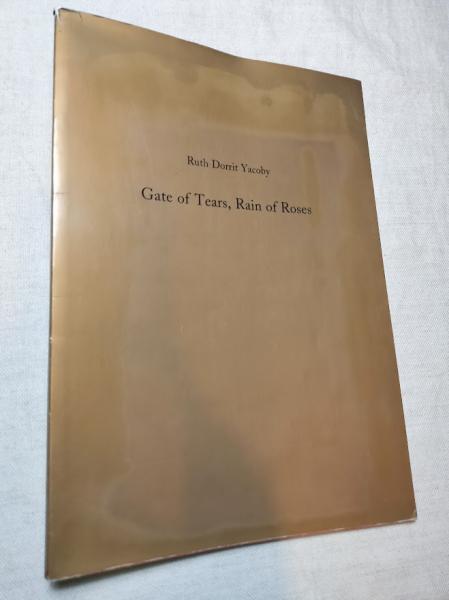 Ruth Dorrit Yacoby
Gate of Tears, Rain of Roses